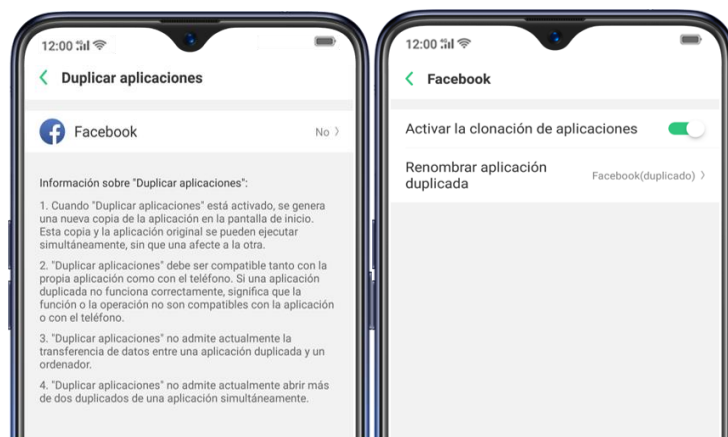 12:00
Duplicar aplicaciones
Facebook
No
Información sobre "Duplicar aplicaciones":
1. Cuando "Duplicar aplicaciones" está activado, se genera
una nueva copia de la aplicación en la pantalla de inicio.
Esta copia y la aplicación original se pueden ejecutar
simultáneamente, sin que una afecte a la otra.
2. "Duplicar aplicaciones" debe ser compatible tanto con la
propia aplicación como con el teléfono. Si una aplicación
duplicada no funciona correctamente, significa que la
función o la operación no son compatibles con la aplicación
o con el teléfono.
3. "Duplicar aplicaciones" no admite actualmente la
transferencia de datos entre una aplicación duplicada y un
ordenador.
4. "Duplicar aplicaciones" no admite actualmente abrir más
de dos duplicados de una aplicación simultáneamente.
12:00
Facebook
Activar la clonación de aplicaciones
Renombrar aplicación
duplicada
Facebook(duplicado)